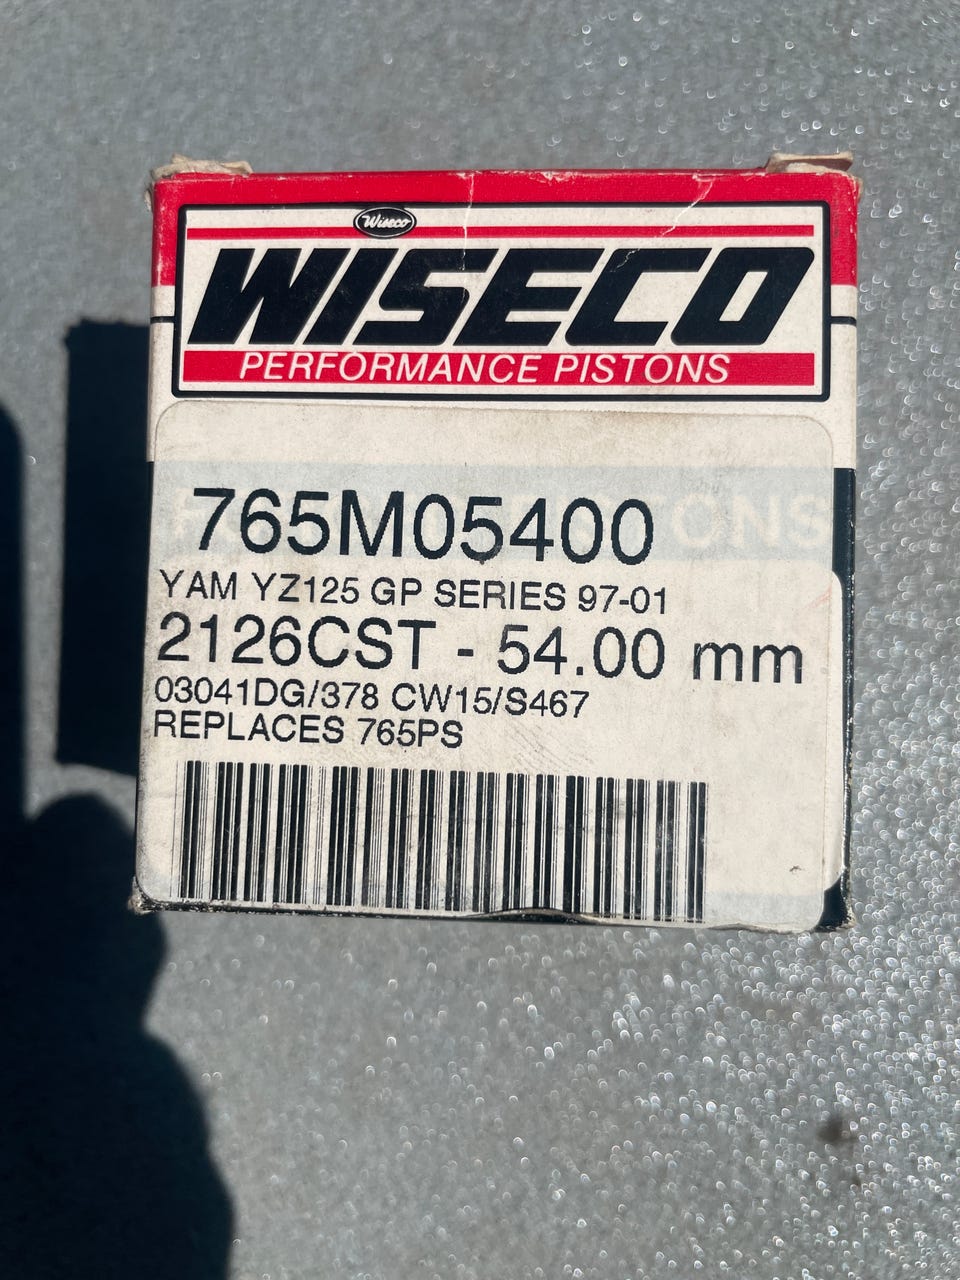 Wiseco
WISECO
PERFORMANCE PISTONS
765M05400
YAM YZ125 GP SERIES 97-01
2126CST - 54.00 mm
03041DG/378 CW15/S467
REPLACES 765PS